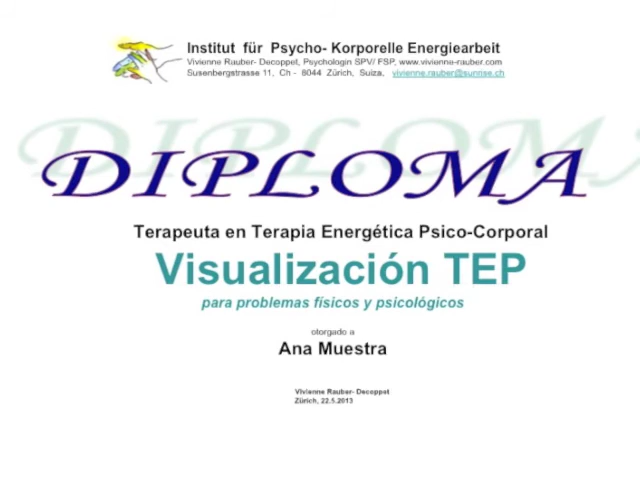 Institut für Psycho- Korporelle Energiearbeit
Vivienne Rauber- Decoppet, Psychologin SPV/ FSP, www.vivienne-rauber.com
Susenbergstrasse 11, Ch - 8044 Zürich, Suiza, vivienne.rauber@sunrise.ch
DIPLOMA
Terapeuta en Terapia Energética Psico-Corporal
Visualización TEP
para problemas físicos y psicológicos
otorgado a
Ana Muestra
Vivienne Rauber- Decoppet
Zürich, 22.5.2013